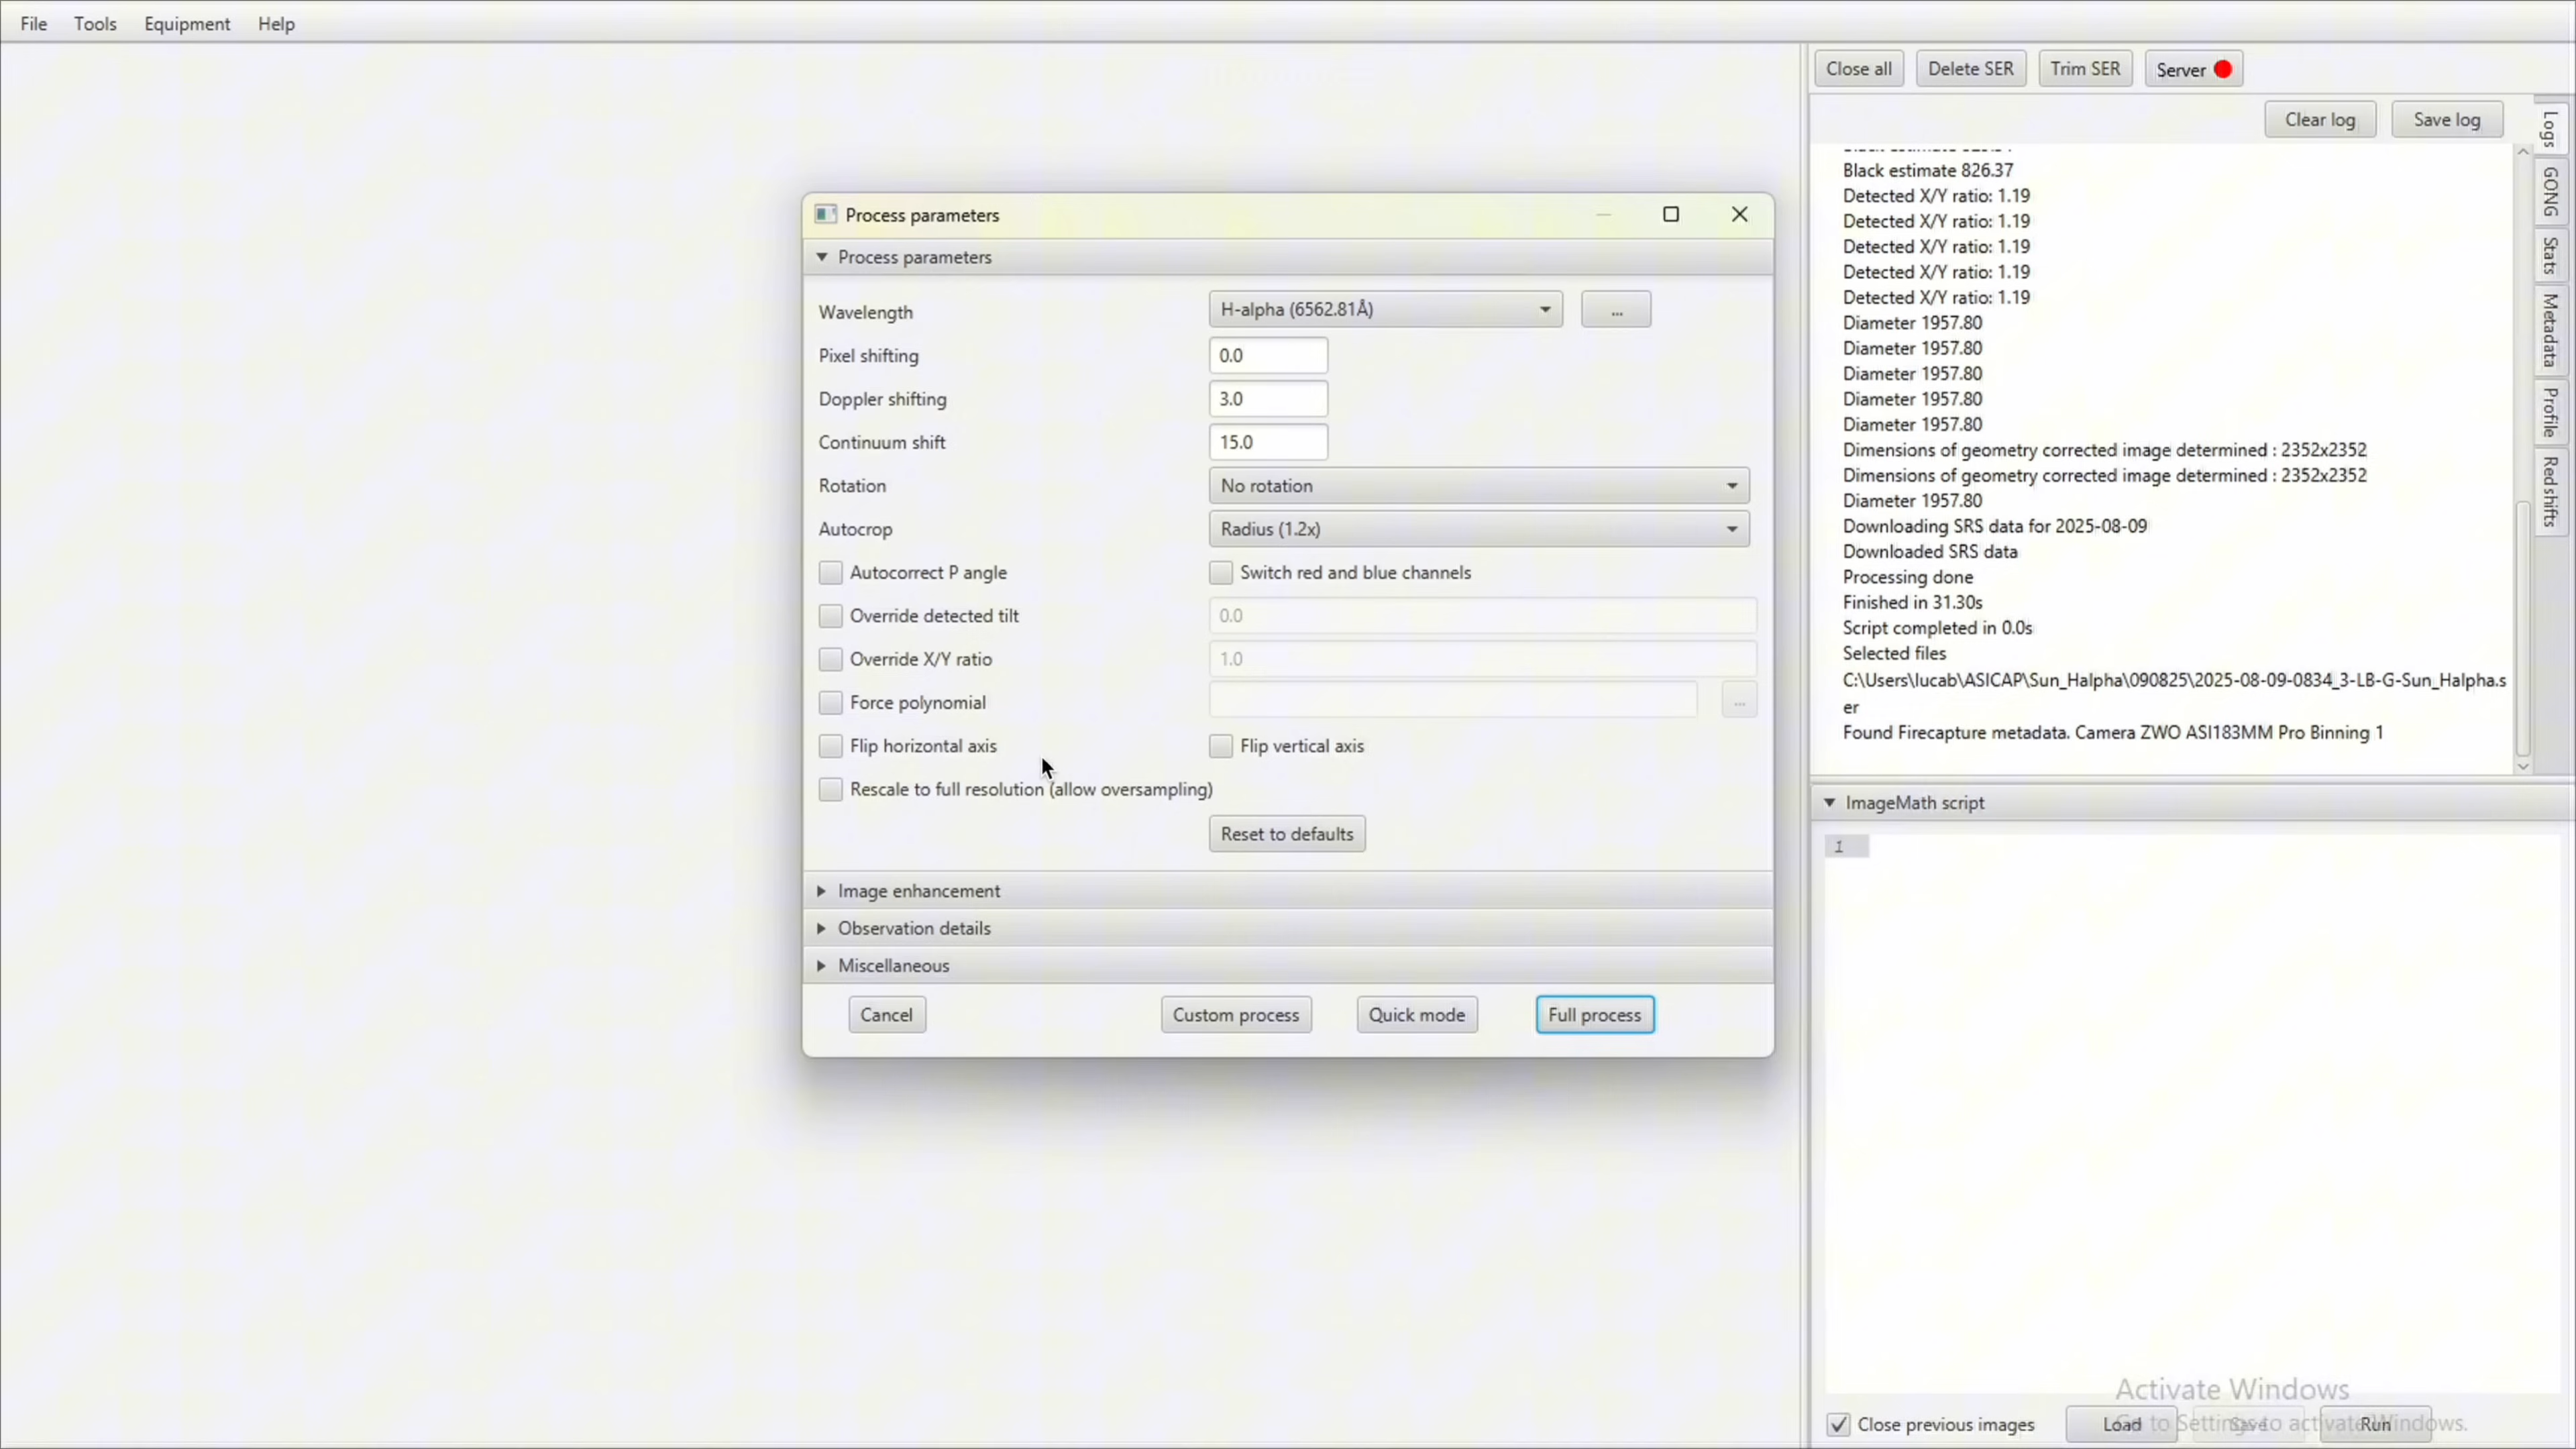 File Tools Equipment Help
Close all Delete SER Trim SER Server
Clear log Save log
Process parameters
Process parameters
Wavelength H-alpha (6562.81Å) ...
Pixel shifting 0.0
Doppler shifting 3.0
Continuum shift 15.0
Rotation No rotation
Autocrop Radius (1.2x)
Autocorrect P angle Switch red and blue channels
Override detected tilt 0.0
Override X/Y ratio 1.0
Force polynomial ...
Flip horizontal axis Flip vertical axis
Rescale to full resolution (allow oversampling)
Reset to defaults
Image enhancement
Observation details
Miscellaneous
Cancel Custom process Quick mode Full process
Black estimate 826.37
Detected X/Y ratio: 1.19
Detected X/Y ratio: 1.19
Detected X/Y ratio: 1.19
Detected X/Y ratio: 1.19
Detected X/Y ratio: 1.19
Diameter 1957.80
Diameter 1957.80
Diameter 1957.80
Diameter 1957.80
Diameter 1957.80
Dimensions of geometry corrected image determined : 2352x2352
Dimensions of geometry corrected image determined : 2352x2352
Diameter 1957.80
Downloading SRS data for 2025-08-09
Downloaded SRS data
Processing done
Finished in 31.30s
Script completed in 0.0s
Selected files
C:\Users\lucab\ASICAP\Sun_Halpha\090825\2025-08-09-0834_3-LB-G-Sun_Halpha.s
er
Found Firecapture metadata. Camera ZWO ASI183MM Pro Binning 1
Logs
GONG
Stats
Metadata
Profile
Redshifts
ImageMath script
1
Activate Windows
Go to Settings to activate Windows.
Close previous images Load Save Run